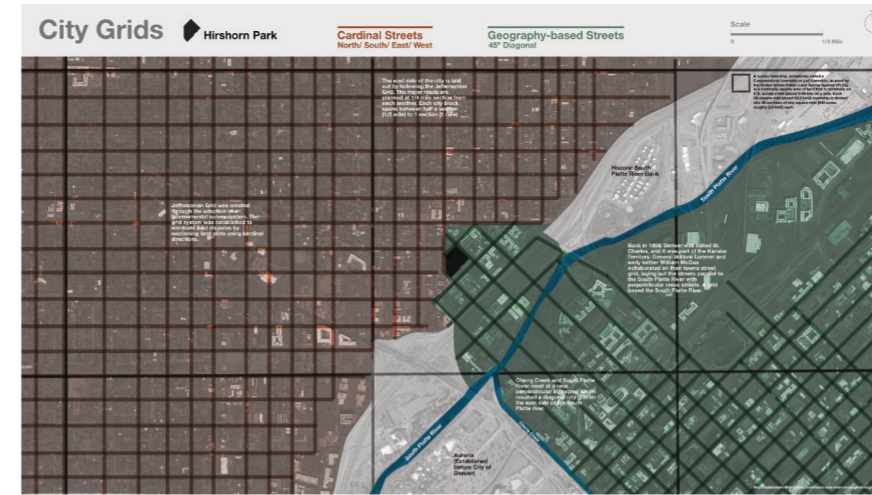 City Grids
Hirshorn Park
Cardinal Streets
North/ South/ East/ West
Geography-based Streets
45° Diagonal
Scale
0
1/4 Mile
The east side of the city is laid
out by following the Jeffersonian
Grid. The major roads are
planned at 1/4 mile section from
each another. Each city block
spans between half a section
(1/2 mile) to 1 section (1 mile)
Jeffersonian Grid was created
through the adoption of
governmental survey system. The
grid system was established to
eliminate land disputes by
sectioning land plots using cardinal
directions.
Historic South
Platte River Bank
South Platte River
Back in 1858, Denver was called St.
Charles, and it was part of the Kansas
Territory. General William Larimer and
early settler William McGaa
collaborated on their towns street
grid, laying out the streets parallel to
the South Platte River with
perpendicular cross streets. A grid
based the South Platte River
Cherry Creek and South Platte
River meet at a near
perpendicular
resulted a diagonal city grid on
the east side of the South
Platte river
South Platte River
Auraria
(Established
before City of
Denver)